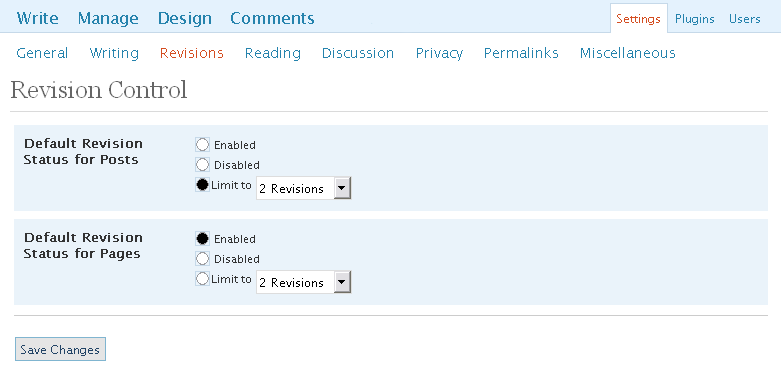 Write Manage Design Comments Settings Plugins Users
General Writing Revisions Reading Discussion Privacy Permalinks Miscellaneous
Revision Control
Default Revision
Status for Posts
Enabled
Disabled
Limit to 2 Revisions
Default Revision
Status for Pages
Enabled
Disabled
Limit to 2 Revisions
Save Changes